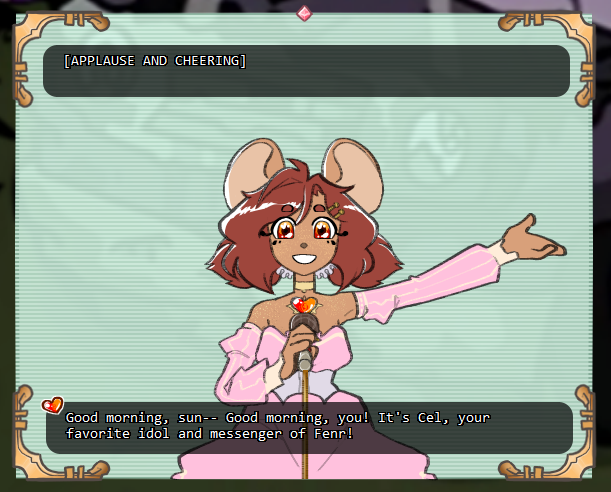 [APPLAUSE AND CHEERING]
Good morning, sun-- Good morning, you! It's Cel, your
favorite idol and messenger of Fenr!